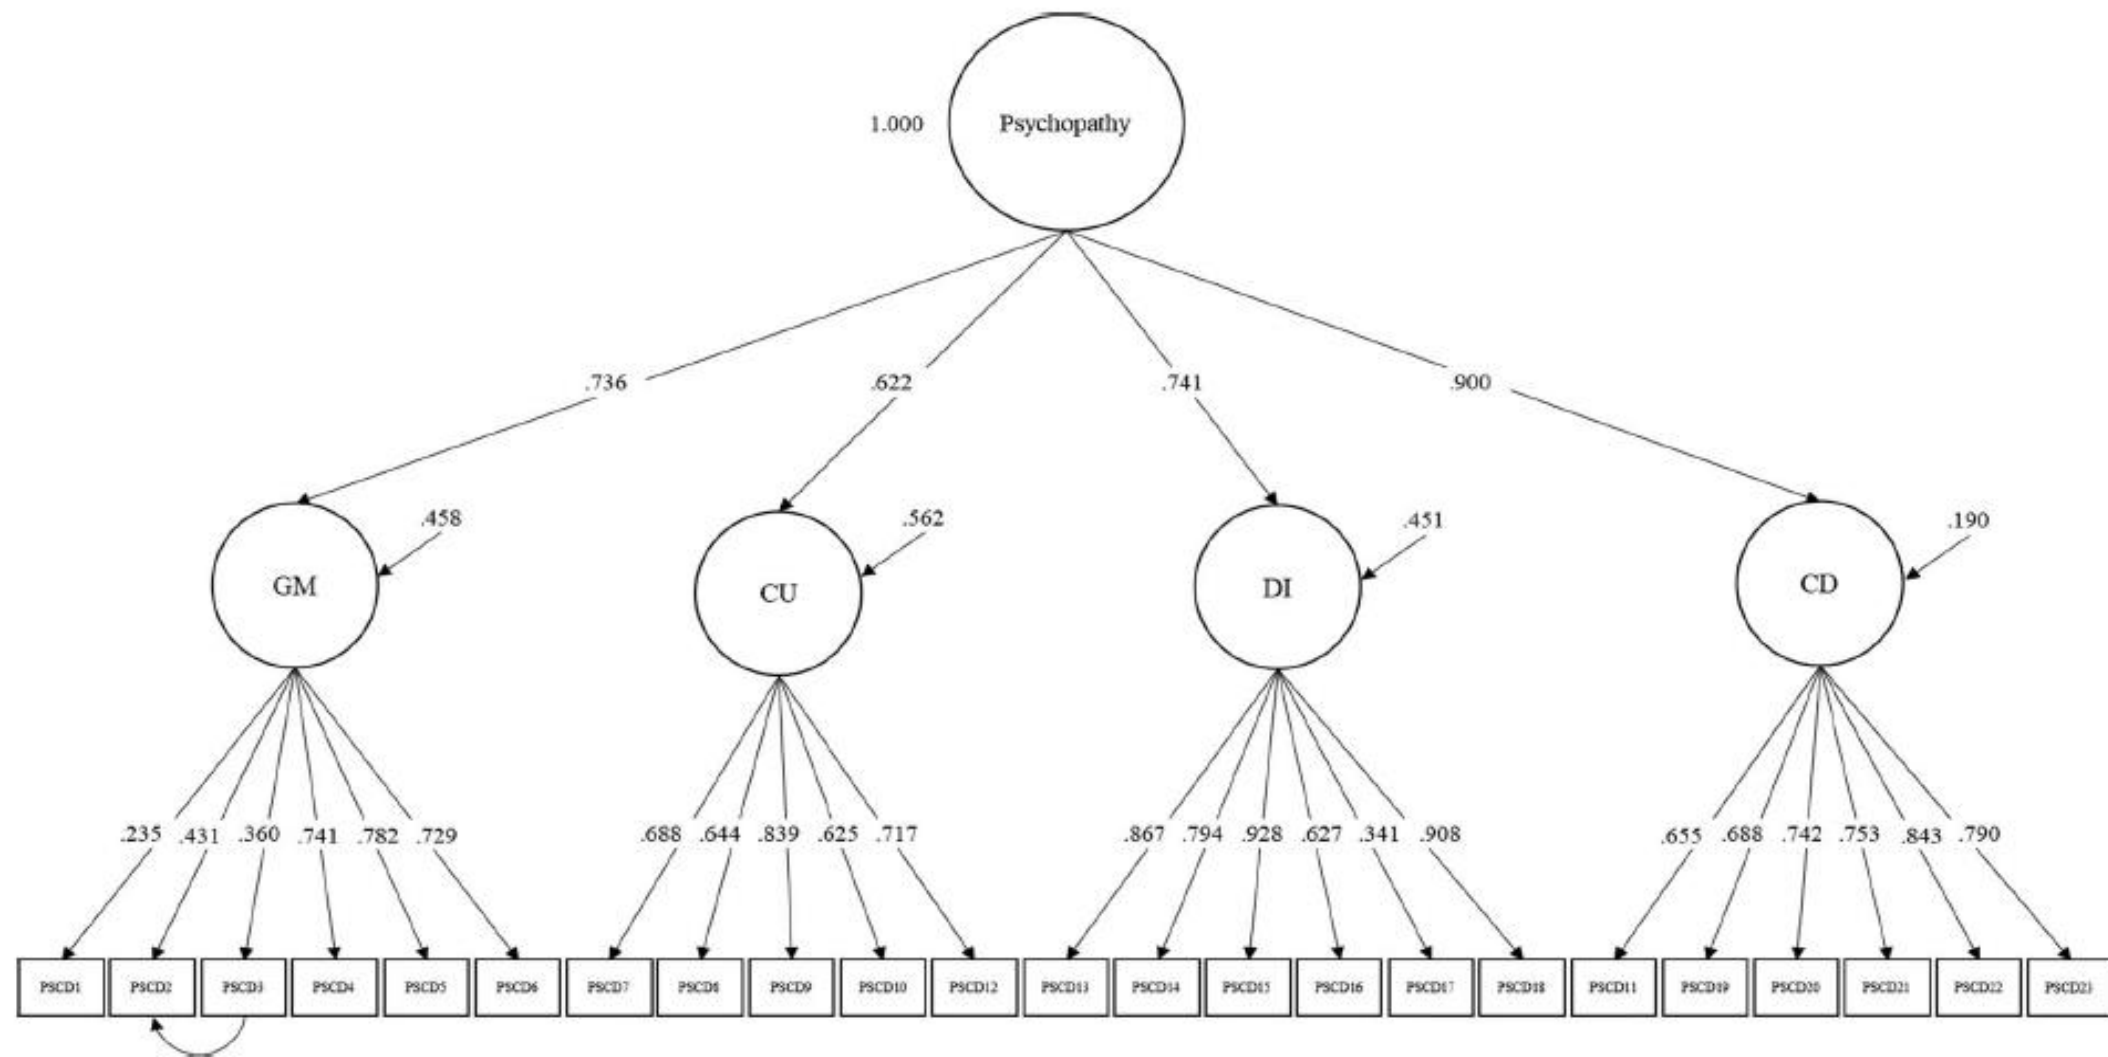 Psychopathy
1.000
.736 .622 .741 .900
.458 .562 .451 .190
GM CU DI CD
.235 .431 .360 .741 .782 .729 .688 .644 .839 .625 .717 .867 .794 .928 .627 .341 .908 .655 .688 .742 .753 .843 .790
PSCD1 PSCD2 PSCD3 PSCD4 PSCD5 PSCD6 PSCD7 PSCD8 PSCD9 PSCD10 PSCD12 PSCD13 PSCD14 PSCD15 PSCD16 PSCD17 PSCD18 PSCD11 PSCD19 PSCD20 PSCD21 PSCD22 PSCD23